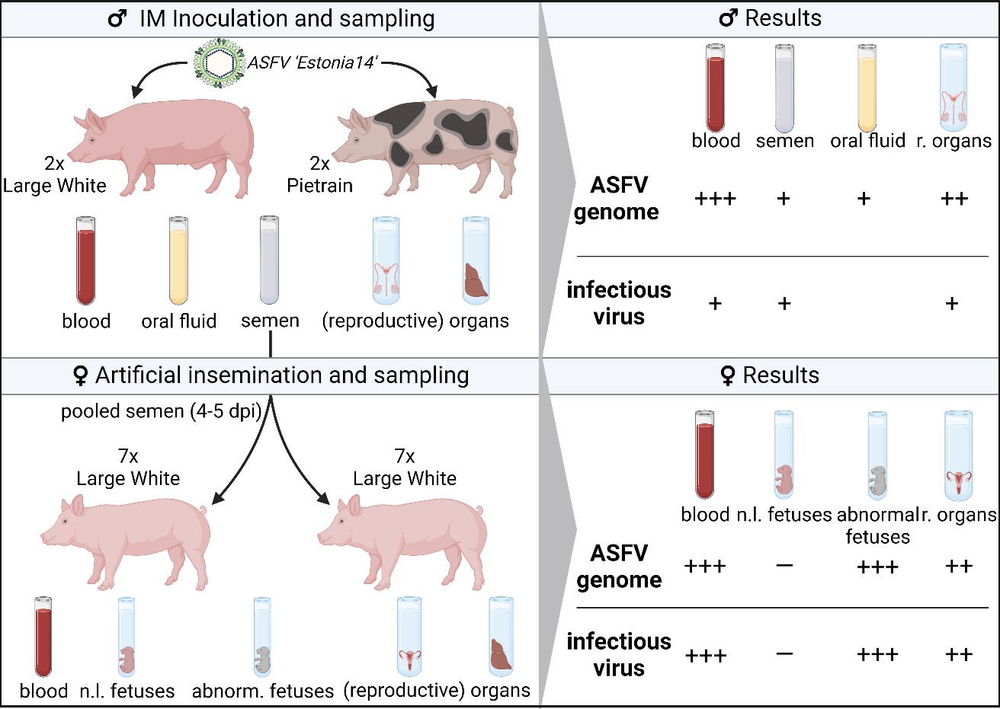 ♂ IM Inoculation and sampling
ASFV 'Estonia14'
2x
Large White
2x
Pietrain
blood oral fluid semen (reproductive) organs
♂ Results
blood semen oral fluid r. organs
ASFV
genome
+++ + + ++
infectious
virus
+ + +
♀ Artificial insemination and sampling
pooled semen (4-5 dpi)
7x
Large White
7x
Large White
blood n.l. fetuses abnorm. fetuses (reproductive) organs
♀ Results
blood n.l. fetuses abnormal r. organs
fetuses
ASFV
genome
+++ – +++ ++
infectious
virus
+++ – +++ ++